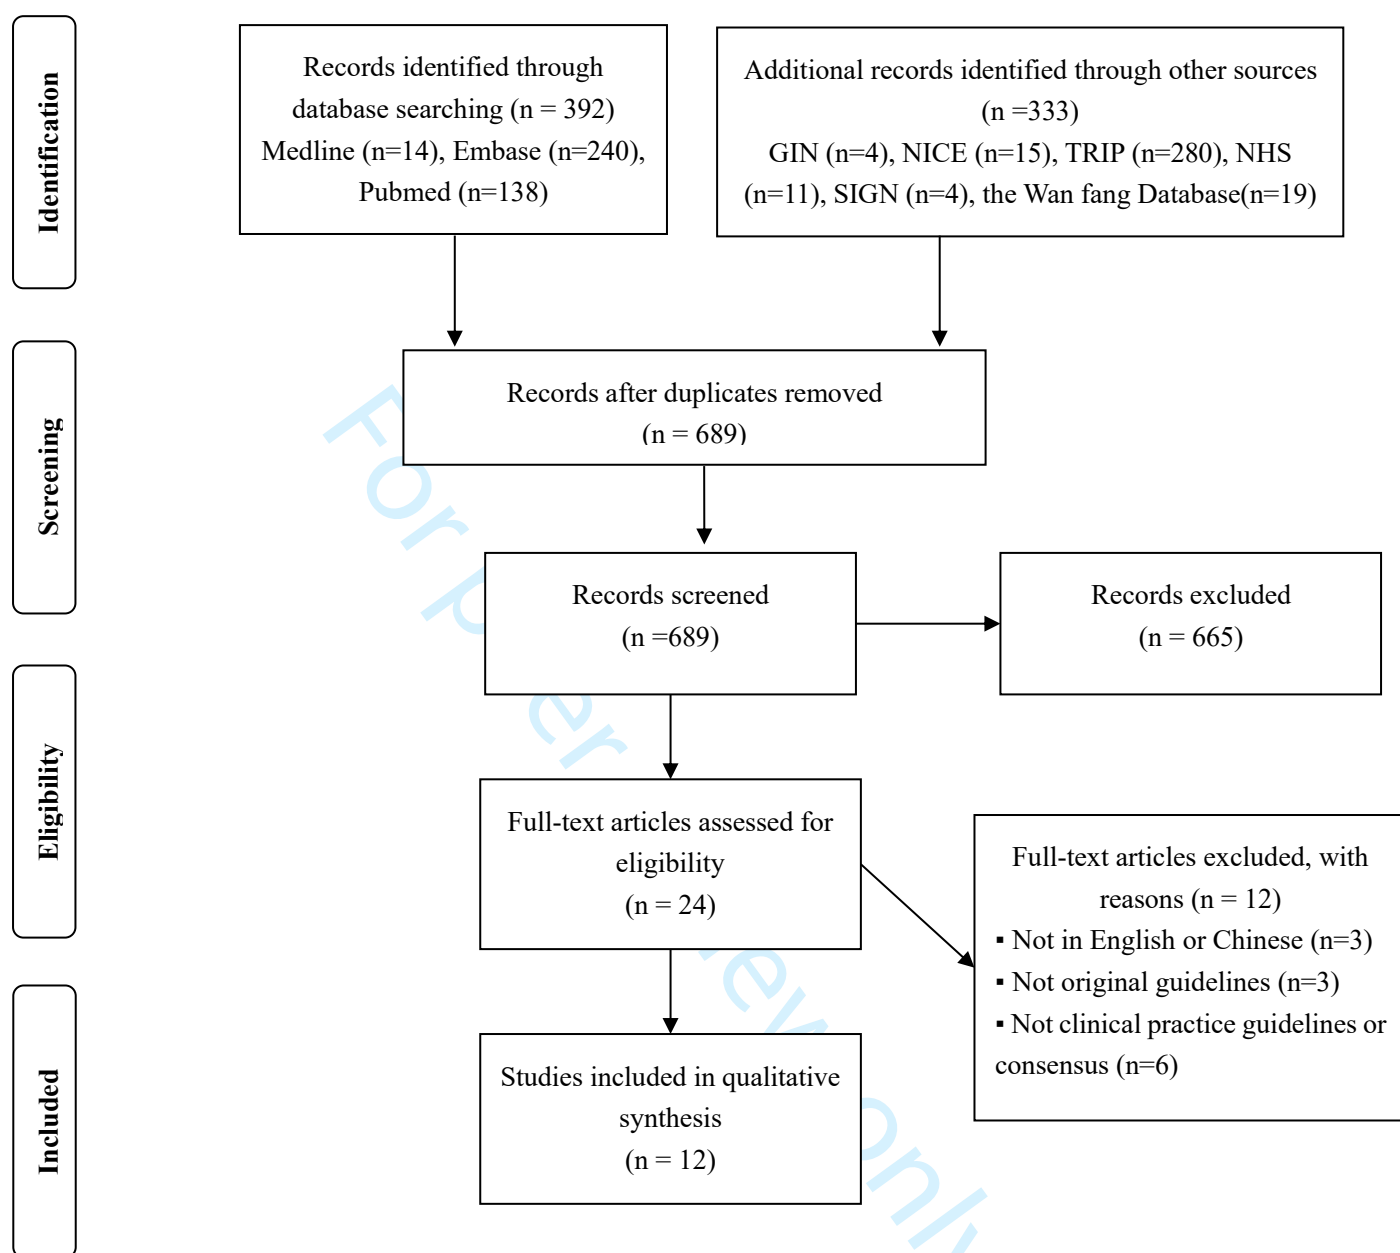 Identification
Records identified through
database searching (n = 392)
Medline (n=14), Embase (n=240),
Pubmed (n=138)
Additional records identified through other sources
(n =333)
GIN (n=4), NICE (n=15), TRIP (n=280), NHS
(n=11), SIGN (n=4), the Wan fang Database(n=19)
Screening
Records after duplicates removed
(n = 689)
Records screened
(n =689)
Records excluded
(n = 665)
Eligibility
Full-text articles assessed for
eligibility
(n = 24)
Full-text articles excluded, with
reasons (n = 12)
▪ Not in English or Chinese (n=3)
▪ Not original guidelines (n=3)
▪ Not clinical practice guidelines or
consensus (n=6)
Included
Studies included in qualitative
synthesis
(n = 12)
For peer review only